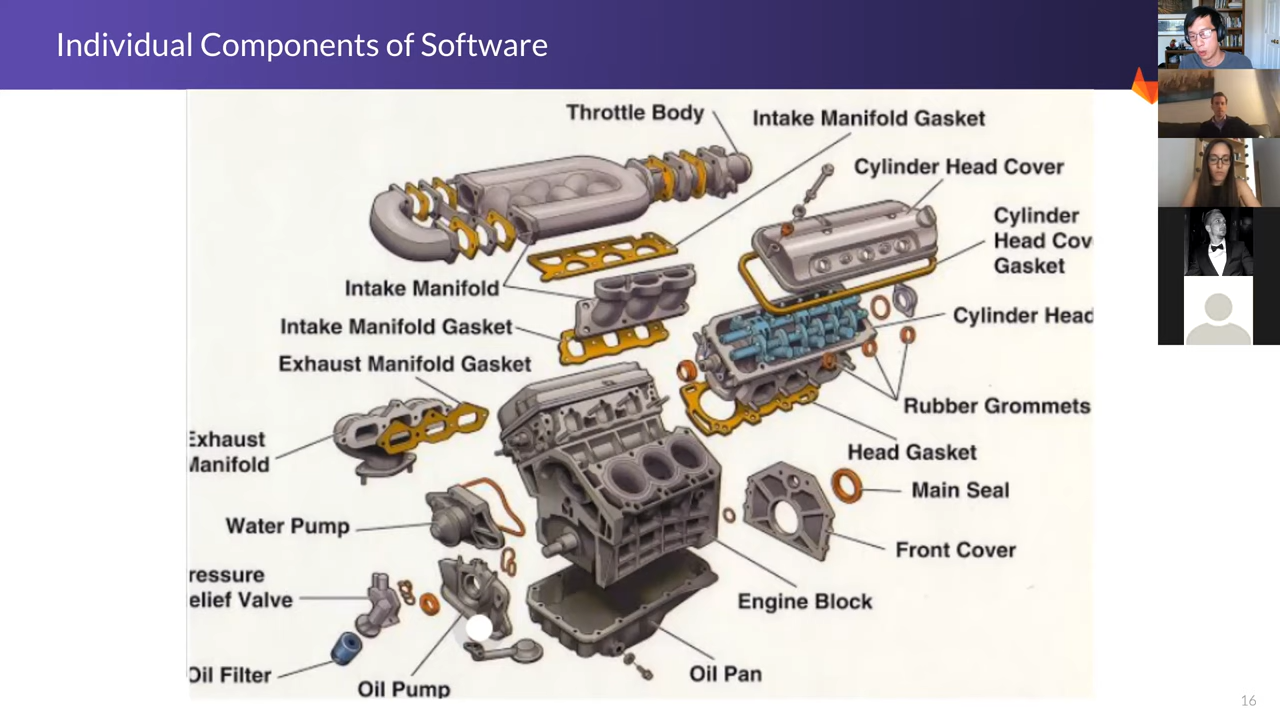 Individual Components of Software
Throttle Body
Intake Manifold Gasket
Cylinder Head Cover
Cylinder
Head Cov
Gasket
Intake Manifold
Cylinder Head
Intake Manifold Gasket
Exhaust Manifold Gasket
Rubber Grommets
Exhaust
Manifold
Head Gasket
Main Seal
Water Pump
Front Cover
ressure
elief Valve
Engine Block
Oil Filter
Oil Pump
Oil Pan
16